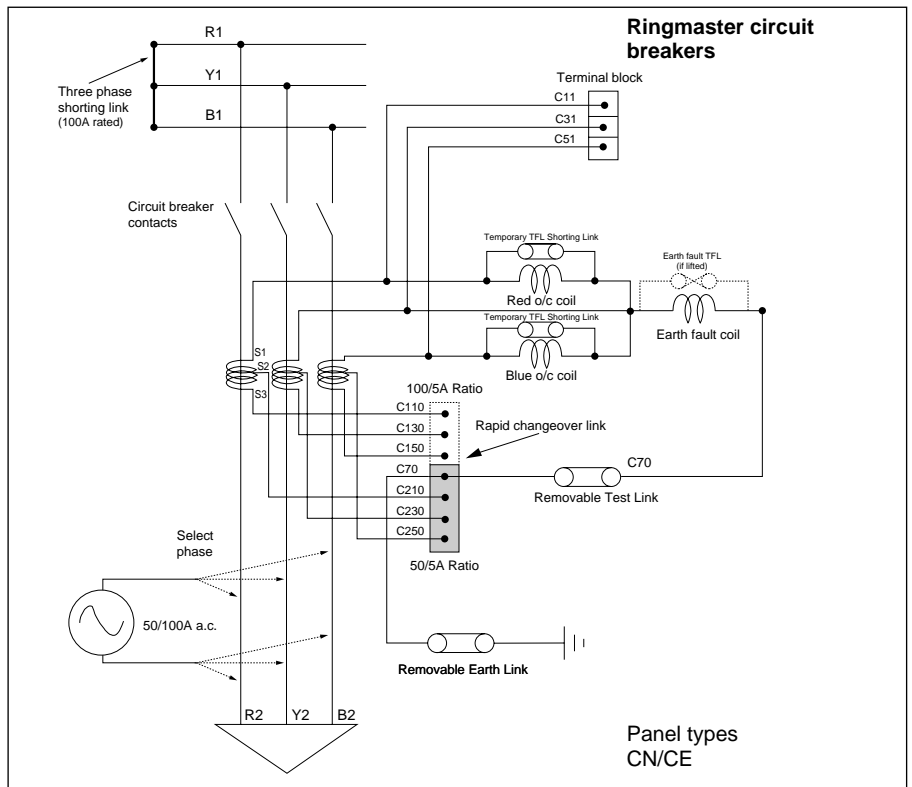 Ringmaster circuit
breakers
R1
Y1
B1
Three phase
shorting link
(100A rated)
Terminal block
C11
C31
C51
Circuit breaker
contacts
Temporary TFL Shorting Link
Red o/c coil
Earth fault TFL
(if lifted)
Earth fault coil
Temporary TFL Shorting Link
Blue o/c coil
S1
S2
S3
100/5A Ratio
C110
C130
C150
C70
C210
C230
C250
50/5A Ratio
Rapid changeover link
C70
Removable Test Link
Select
phase
50/100A a.c.
Removable Earth Link
R2
Y2
B2
Panel types
CN/CE